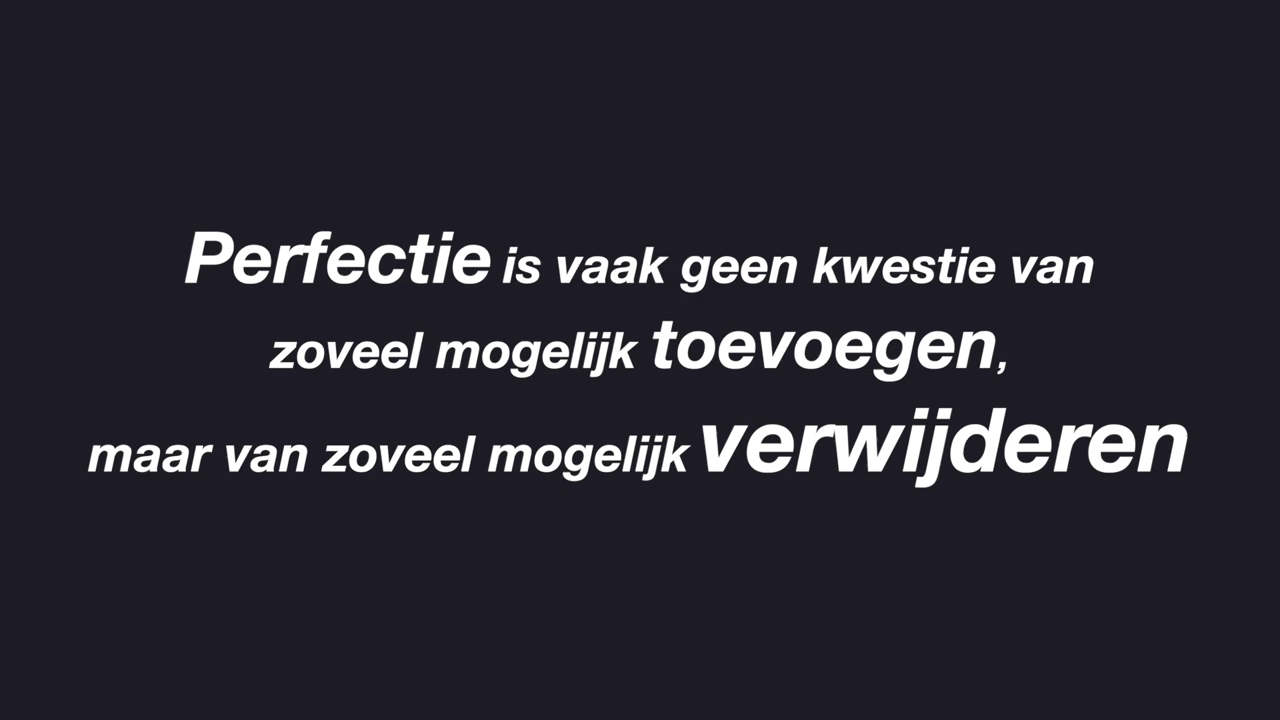 Perfectie is vaak geen kwestie van
zoveel mogelijk toevoegen,
maar van zoveel mogelijk verwijderen